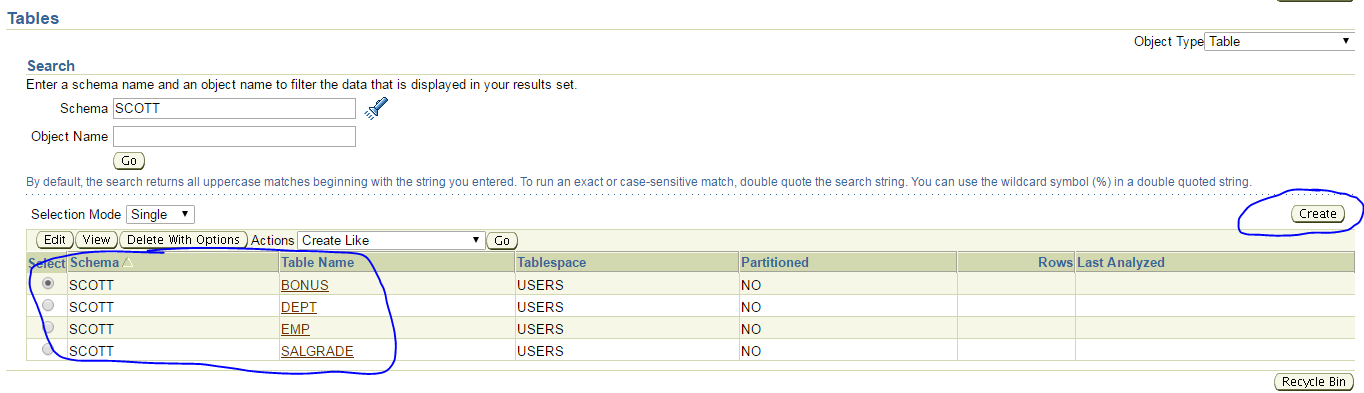 Tables
Object Type Table
Search
Enter a schema name and an object name to filter the data that is displayed in your results set.
Schema SCOTT
Object Name
Go
By default, the search returns all uppercase matches beginning with the string you entered. To run an exact or case-sensitive match, double quote the search string. You can use the wildcard symbol (%) in a double quoted string.
Selection Mode Single
Create
Edit View Delete With Options Actions Create Like Go
Select Schema Table Name Tablespace Partitioned Rows Last Analyzed
SCOTT BONUS USERS NO
SCOTT DEPT USERS NO
SCOTT EMP USERS NO
SCOTT SALGRADE USERS NO
Recycle Bin